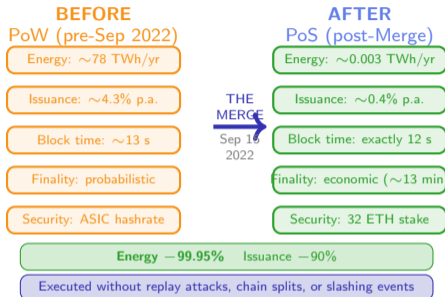 BEFORE
PoW (pre-Sep 2022)
Energy: ∼78 TWh/yr
Issuance: ∼4.3% p.a.
Block time: ∼13 s
Finality: probabilistic
Security: ASIC hashrate
THE
MERGE
Sep 15
2022
AFTER
PoS (post-Merge)
Energy: ∼0.003 TWh/yr
Issuance: ∼0.4% p.a.
Block time: exactly 12 s
Finality: economic (∼13 min
Security: 32 ETH stake
Energy −99.95% Issuance −90%
Executed without replay attacks, chain splits, or slashing events